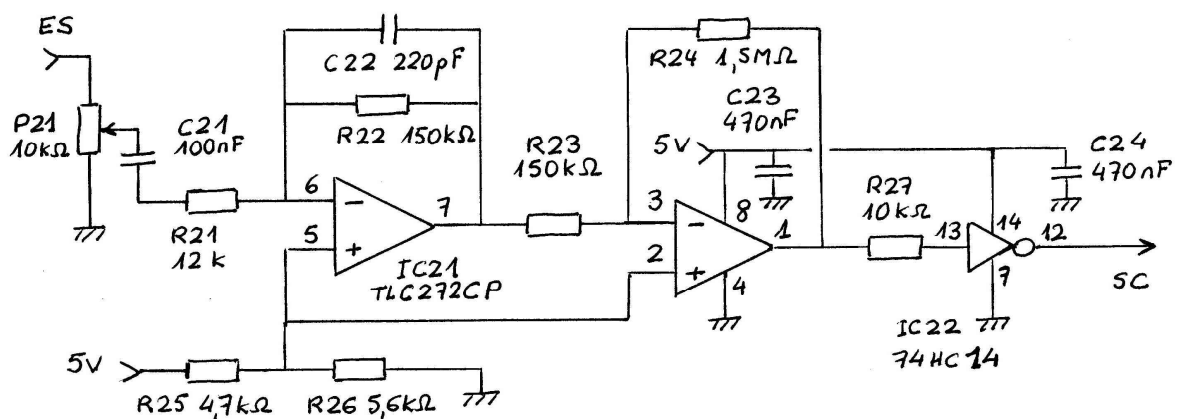 ES
P21
10kΩ
C21
100nF
R21
12k
C22 220pF
R22 150kΩ
6
5
-
+
7
IC21
TLC272CP
R23
150kΩ
R24 1,5MΩ
C23
470nF
5V
3
2
-
+
8
1
4
R27
10kΩ
C24
470nF
13
14
12
7
SC
IC22
74HC14
5V
R25 4,7kΩ
R26 5,6kΩ